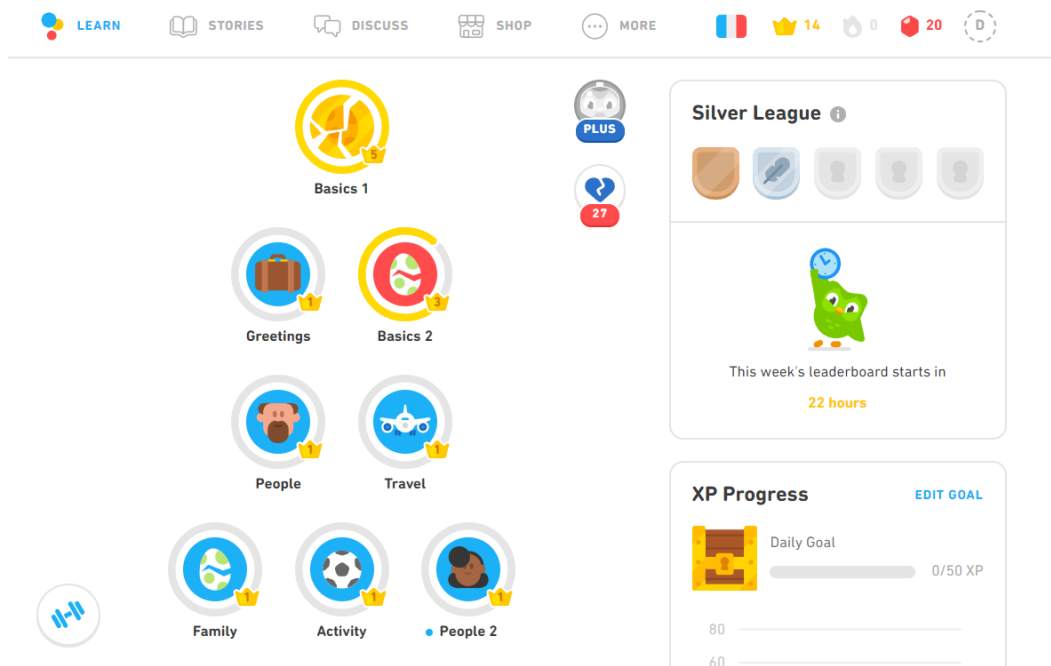 LEARN STORIES DISCUSS SHOP MORE 14 0 20 D
5
Basics 1
PLUS
27
1 3
Greetings Basics 2
1 1
People Travel
1 1 1
Family Activity People 2
Silver League
This week's leaderboard starts in
22 hours
XP Progress EDIT GOAL
Daily Goal
0/50 XP
80
60